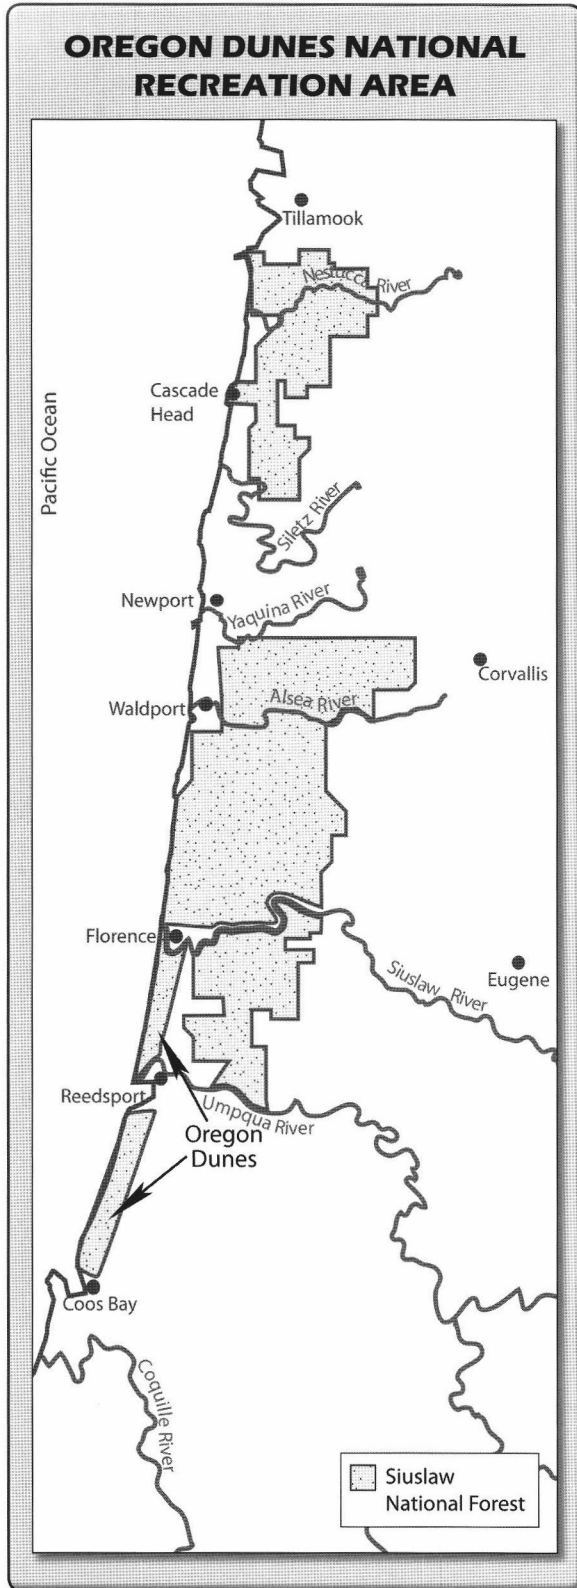 OREGON DUNES NATIONAL
RECREATION AREA
Tillamook
Nestucca River
Cascade
Head
Pacific Ocean
Siletz River
Newport
Yaquina River
Corvallis
Waldport
Alsea River
Florence
Siuslaw River
Eugene
Reedsport
Umpqua River
Oregon
Dunes
Coos Bay
Coquille River
Siuslaw
National Forest